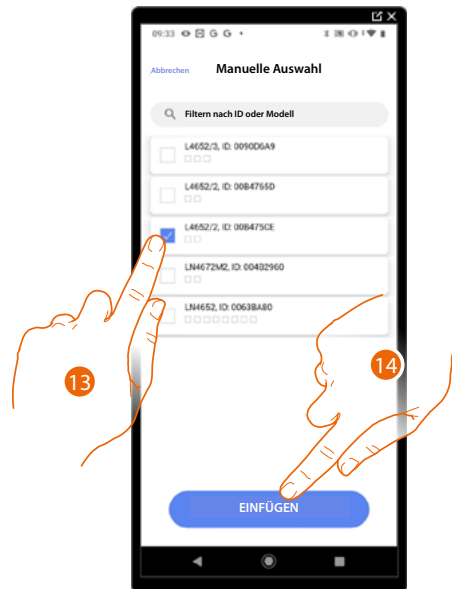 09:33 G G
Abbrechen Manuelle Auswahl
Filtern nach ID oder Modell
L4652/3, ID: 0090D6A9
L4652/2, ID: 00B4765D
L4652/2, ID: 00B475CE
LN4672M2, ID: 004B2960
LN4652, ID: 0063BA80
13
14
EINFÜGEN